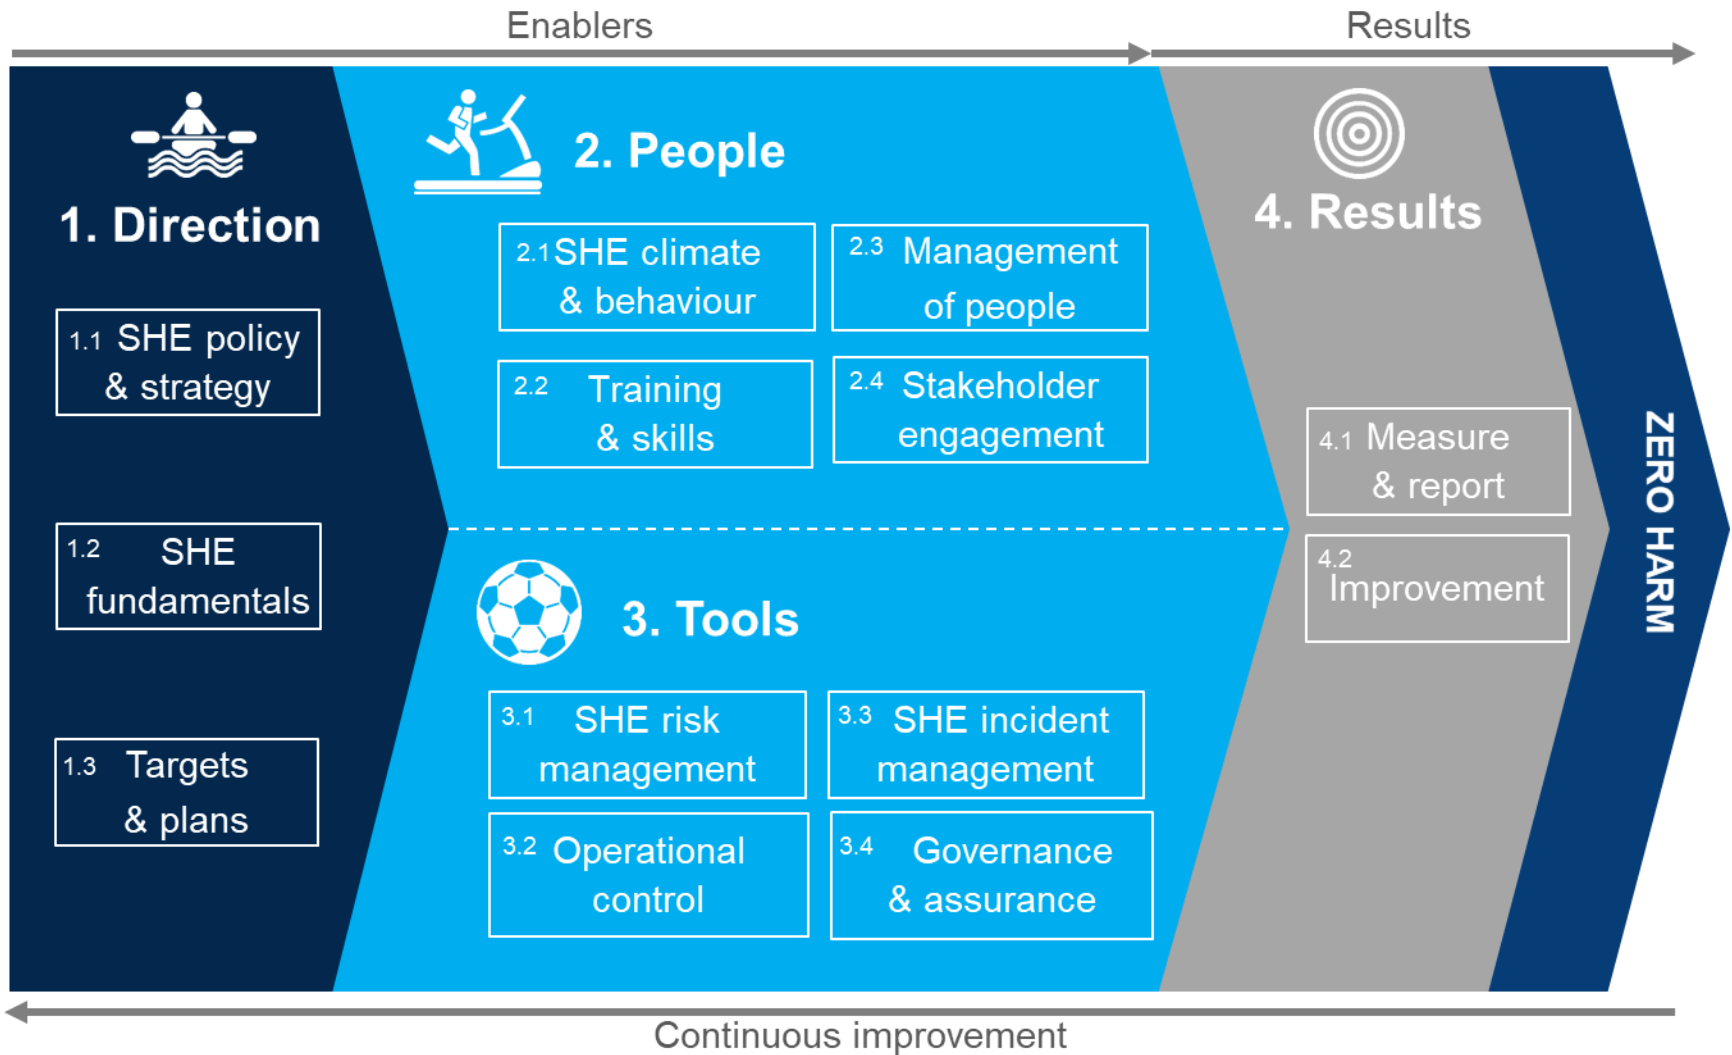 Enablers
Results
1. Direction
1.1 SHE policy
& strategy
1.2 SHE
fundamentals
1.3 Targets
& plans
2. People
2.1 SHE climate
& behaviour
2.2 Training
& skills
2.3 Management
of people
2.4 Stakeholder
engagement
3. Tools
3.1 SHE risk
management
3.2 Operational
control
3.3 SHE incident
management
3.4 Governance
& assurance
4. Results
4.1 Measure
& report
4.2
Improvement
ZERO HARM
Continuous improvement